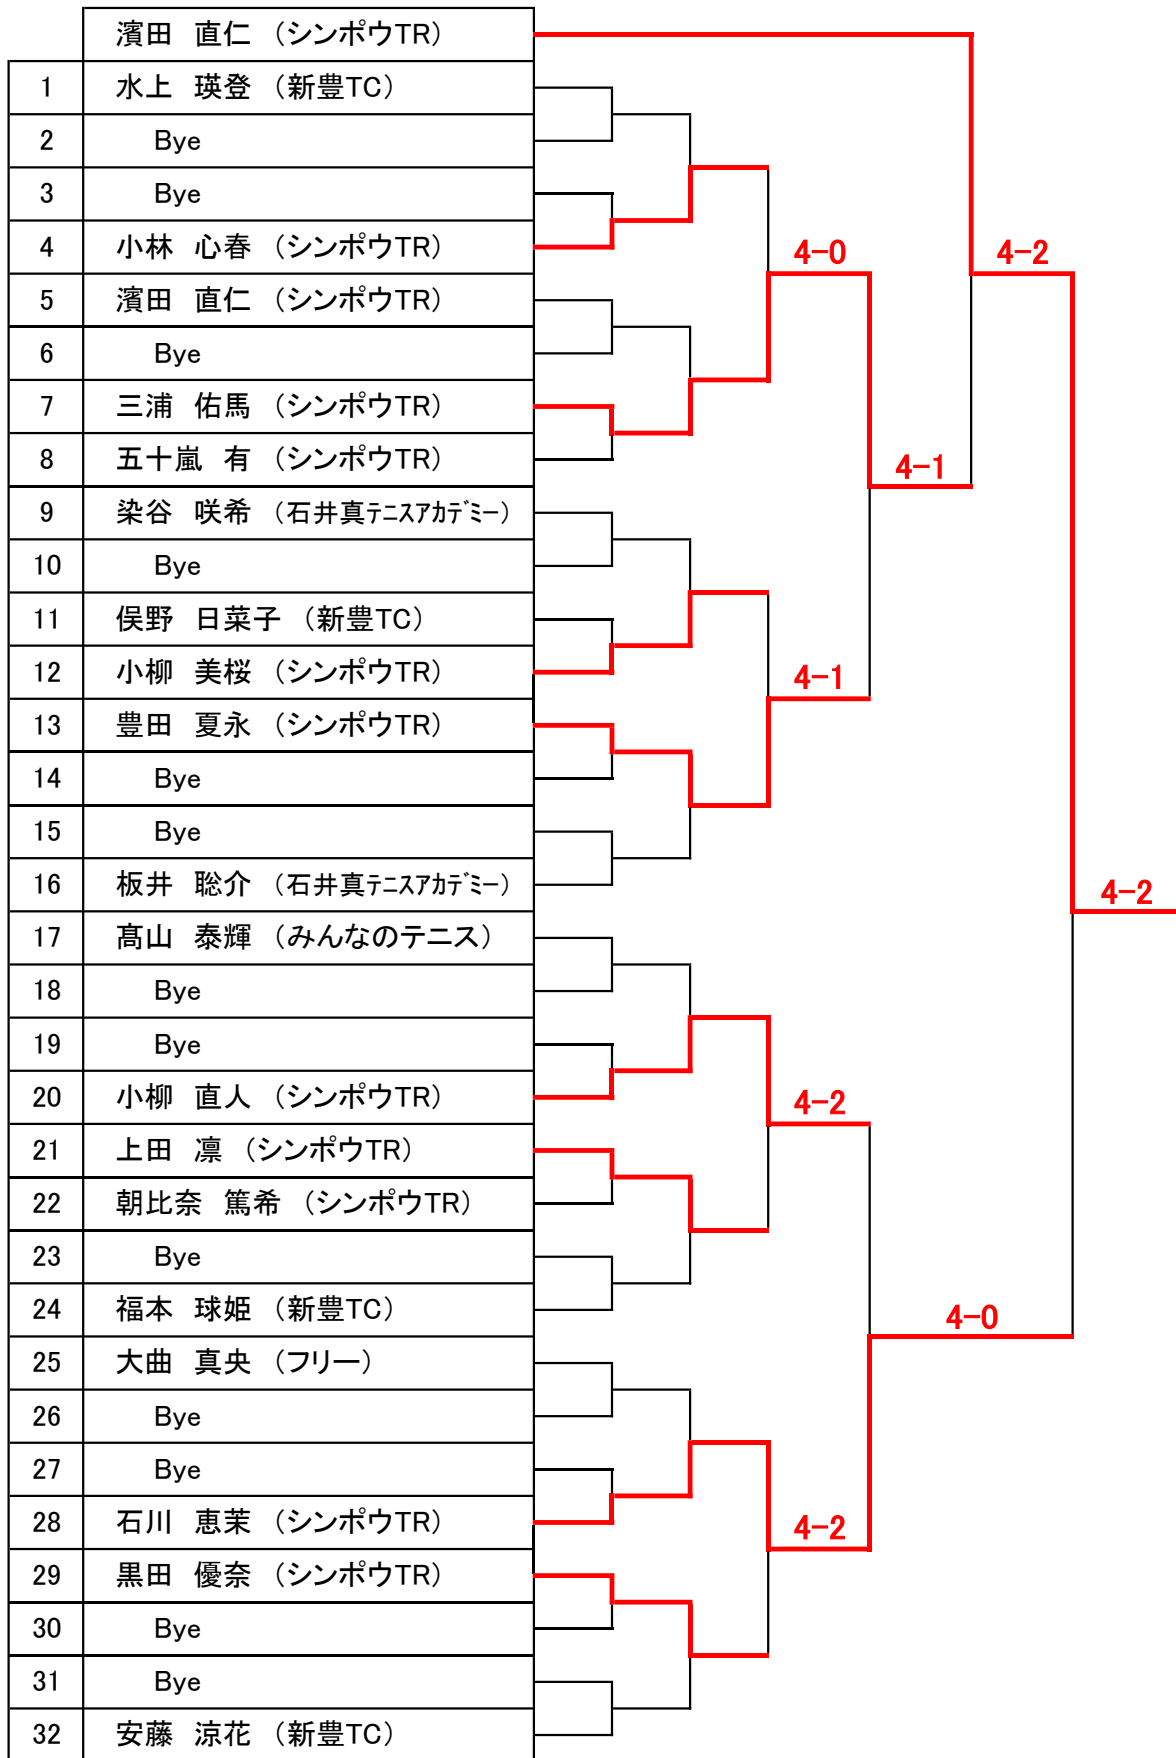 濱田 直仁 （シンポウTR）
1 水上 瑛登 （新豊TC）
2 Bye
3 Bye
4 小林 心春 （シンポウTR）
4-0 4-2
5 濱田 直仁 （シンポウTR）
6 Bye
7 三浦 佑馬 （シンポウTR）
8 五十嵐 有 （シンポウTR）
4-1
9 染谷 咲希 （石井真ﾃﾆｽｱｶﾃﾞﾐｰ）
10 Bye
11 俣野 日菜子 （新豊TC）
12 小柳 美桜 （シンポウTR）
4-1
13 豊田 夏永 （シンポウTR）
14 Bye
15 Bye
16 板井 聡介 （石井真ﾃﾆｽｱｶﾃﾞﾐｰ）
4-2
17 髙山 泰輝 （みんなのテニス）
18 Bye
19 Bye
20 小柳 直人 （シンポウTR）
4-2
21 上田 凛 （シンポウTR）
22 朝比奈 篤希 （シンポウTR）
23 Bye
24 福本 球姫 （新豊TC）
4-0
25 大曲 真央 （フリー）
26 Bye
27 Bye
28 石川 恵茉 （シンポウTR）
4-2
29 黒田 優奈 （シンポウTR）
30 Bye
31 Bye
32 安藤 涼花 （新豊TC）